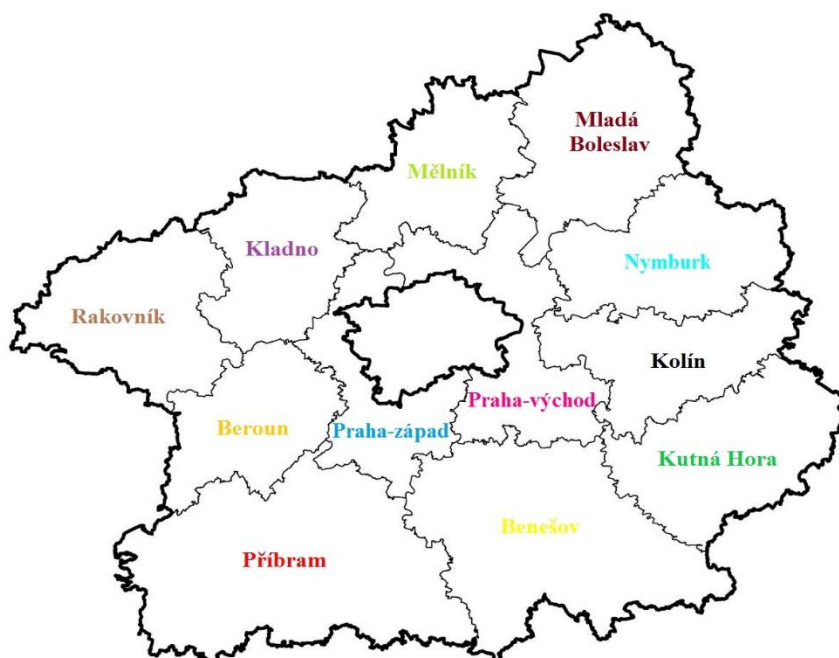 Mladá
Boleslav
Mělník
Kladno
Nymburk
Rakovník
Kolín
Praha-východ
Beroun
Praha-západ
Kutná Hora
Benešov
Příbram